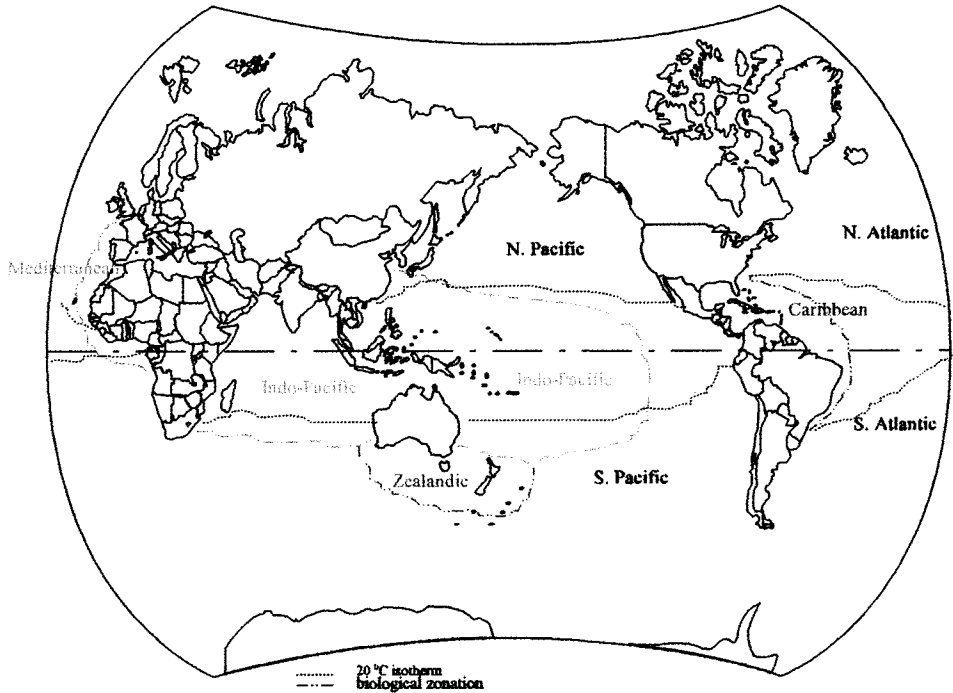 N. Pacific
N. Atlantic
Mediterranean
Caribbean
Indo-Pacific
Indo-Pacific
S. Atlantic
Zealandic
S. Pacific
20 °C isotherm
biological zonation